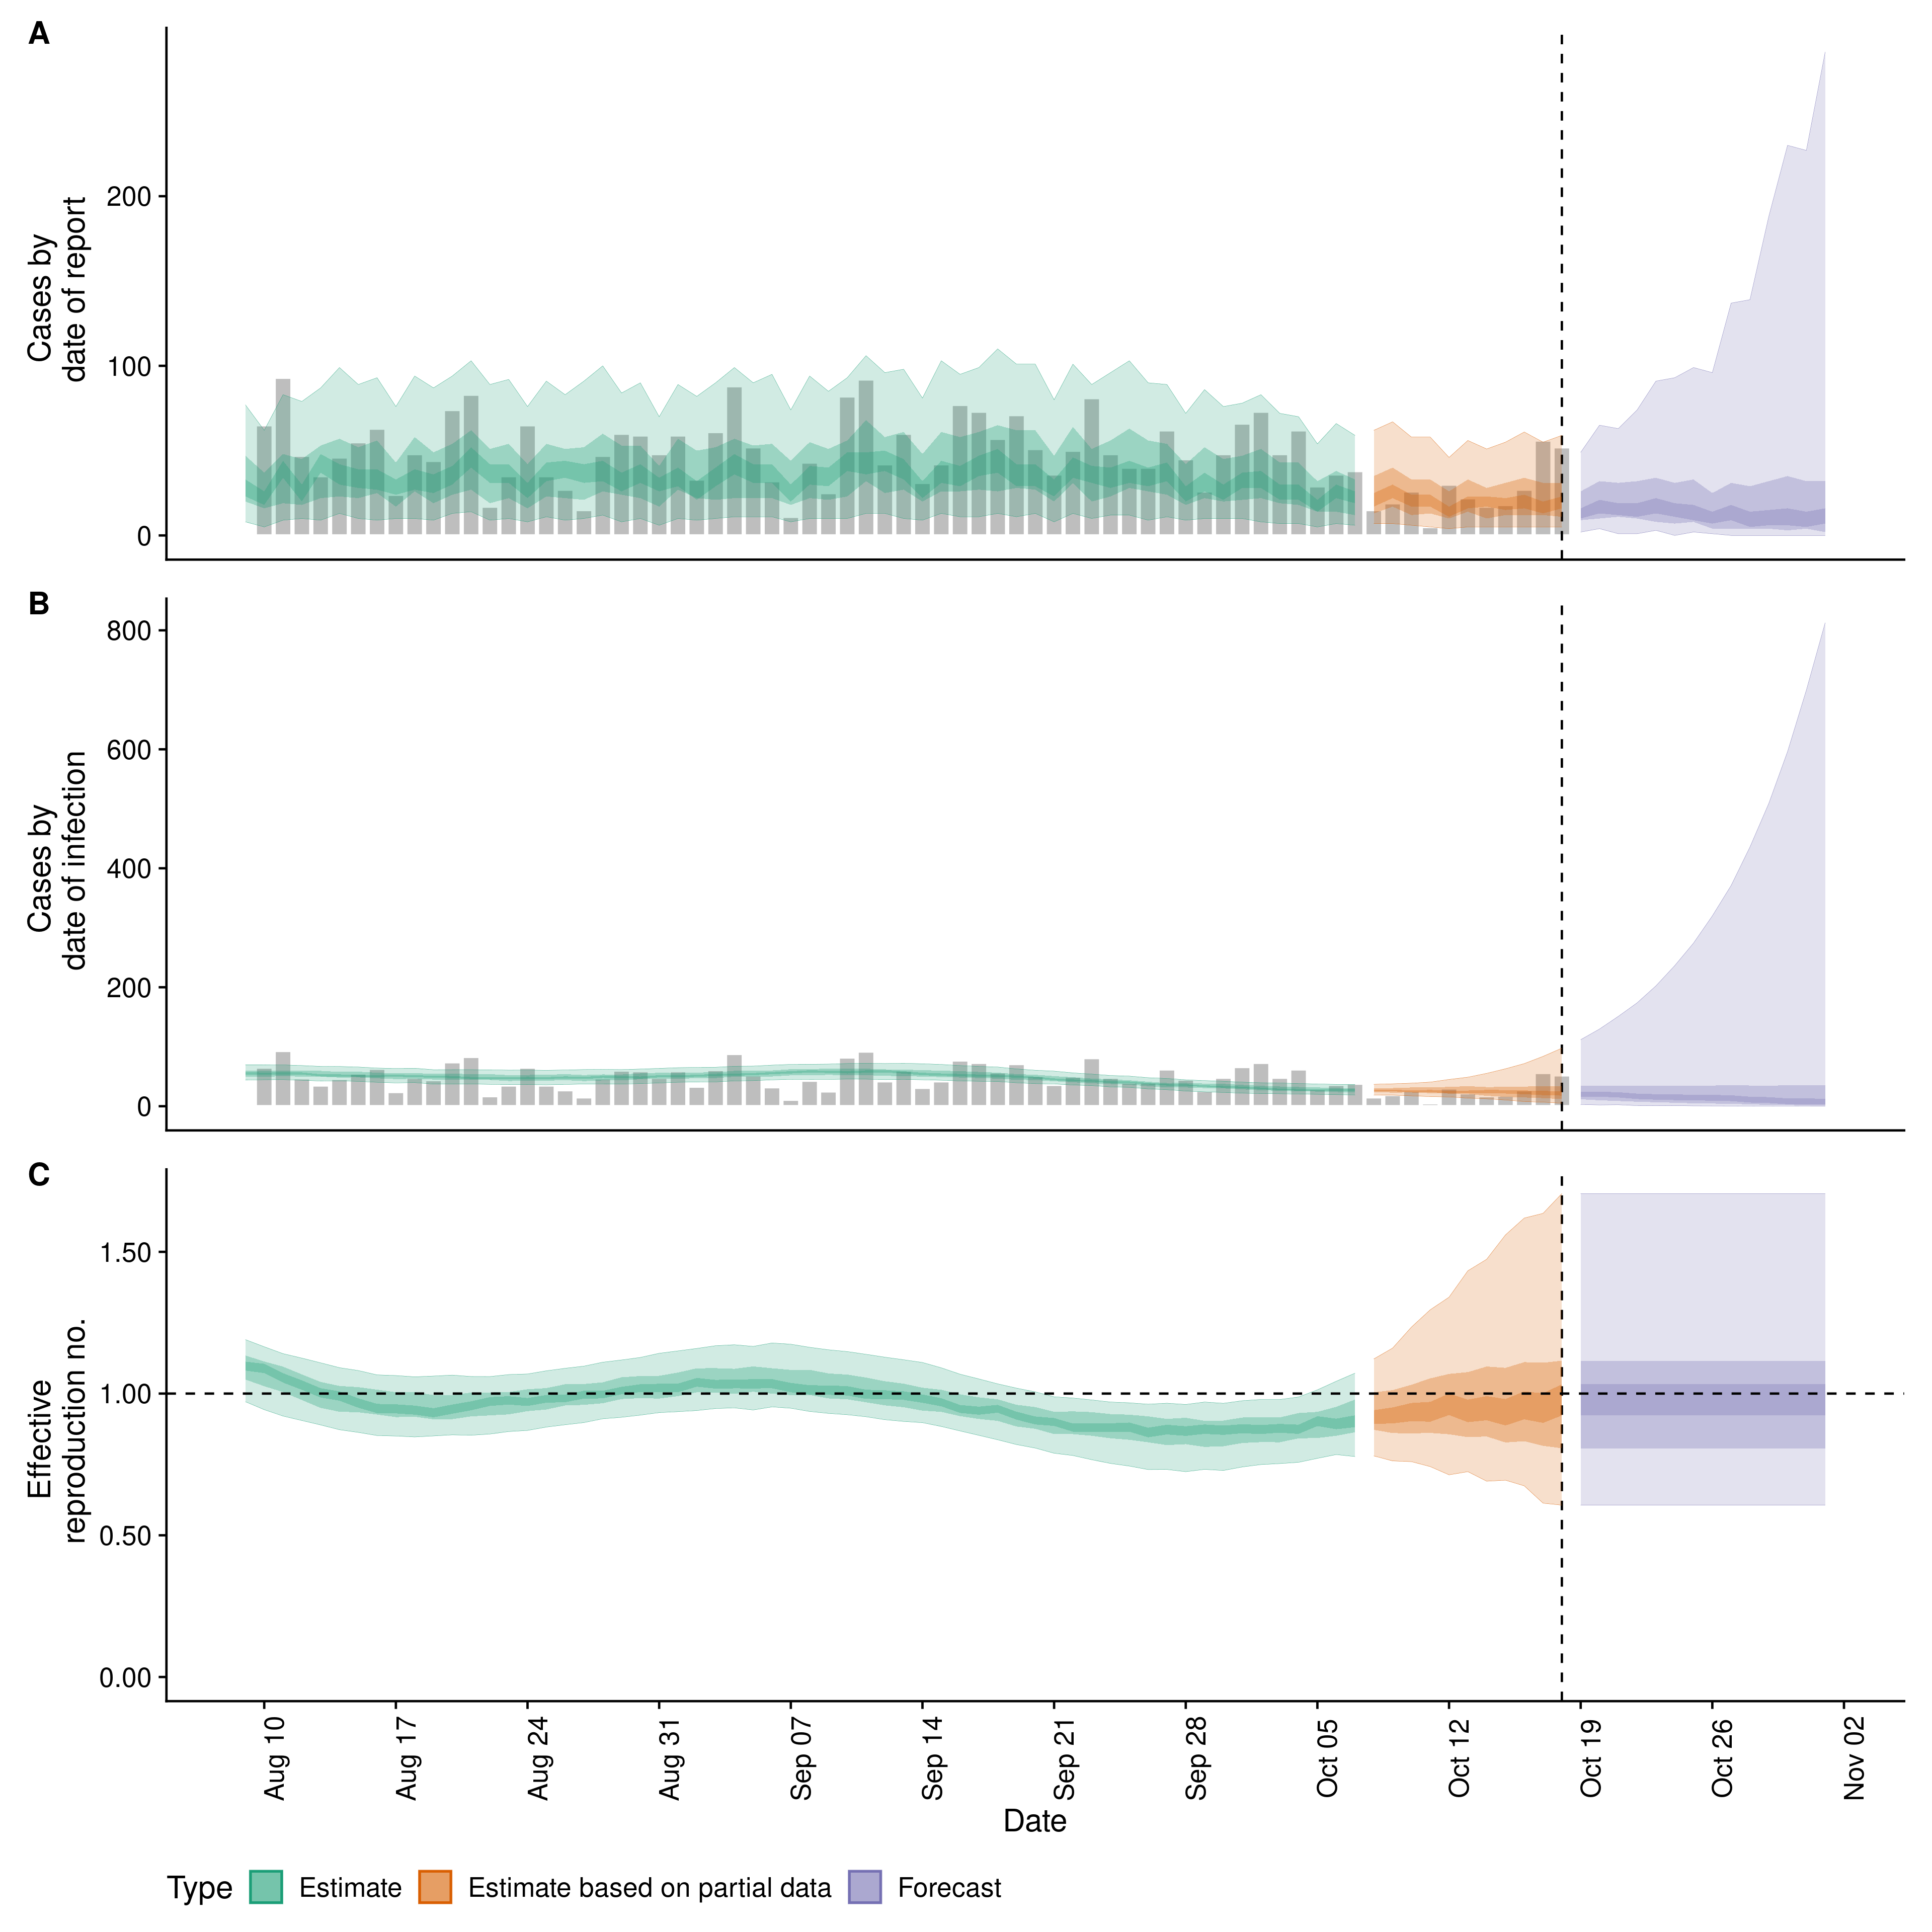 A
Cases by
date of report
200
100
0
B
Cases by
date of infection
800
600
400
200
0
C
Effective
reproduction no.
1.50
1.00
0.50
0.00
Aug 10
Aug 17
Aug 24
Aug 31
Sep 07
Sep 14
Sep 21
Sep 28
Oct 05
Oct 12
Oct 19
Oct 26
Nov 02
Date
Type Estimate Estimate based on partial data Forecast